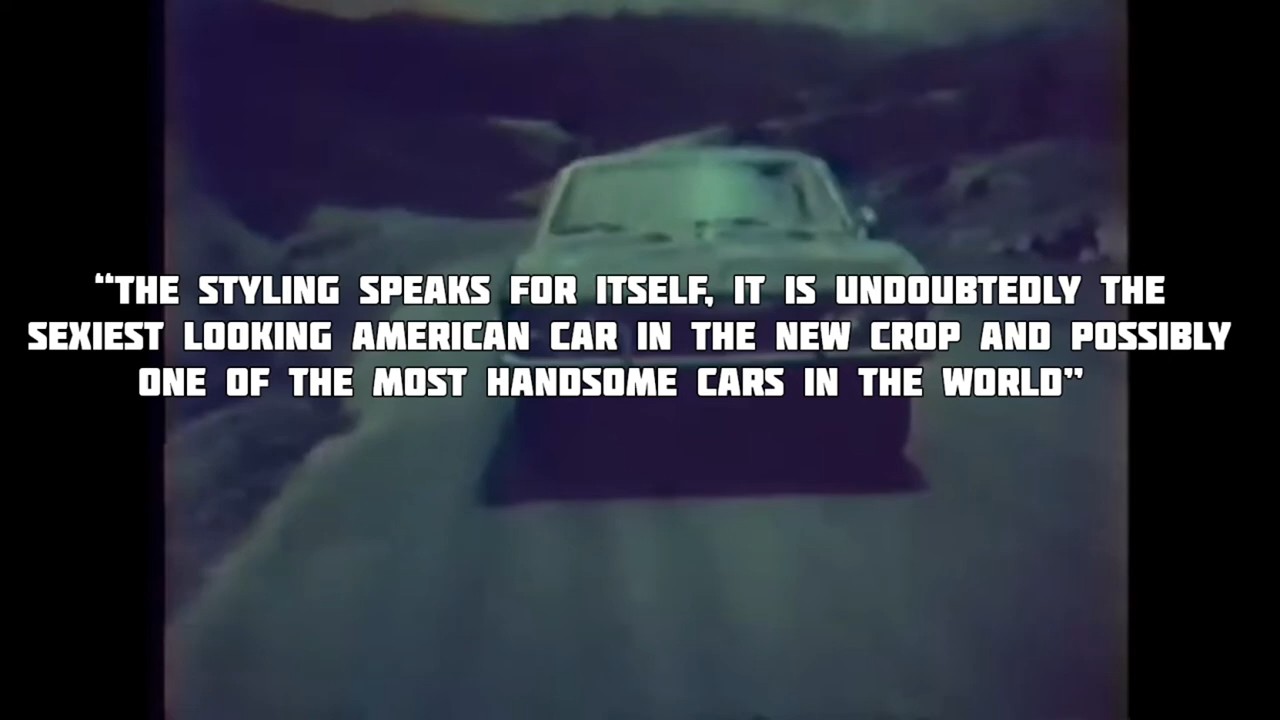 “THE STYLING SPEAKS FOR ITSELF, IT IS UNDOUBTEDLY THE
SEXIEST LOOKING AMERICAN CAR IN THE NEW CROP AND POSSIBLY
ONE OF THE MOST HANDSOME CARS IN THE WORLD”